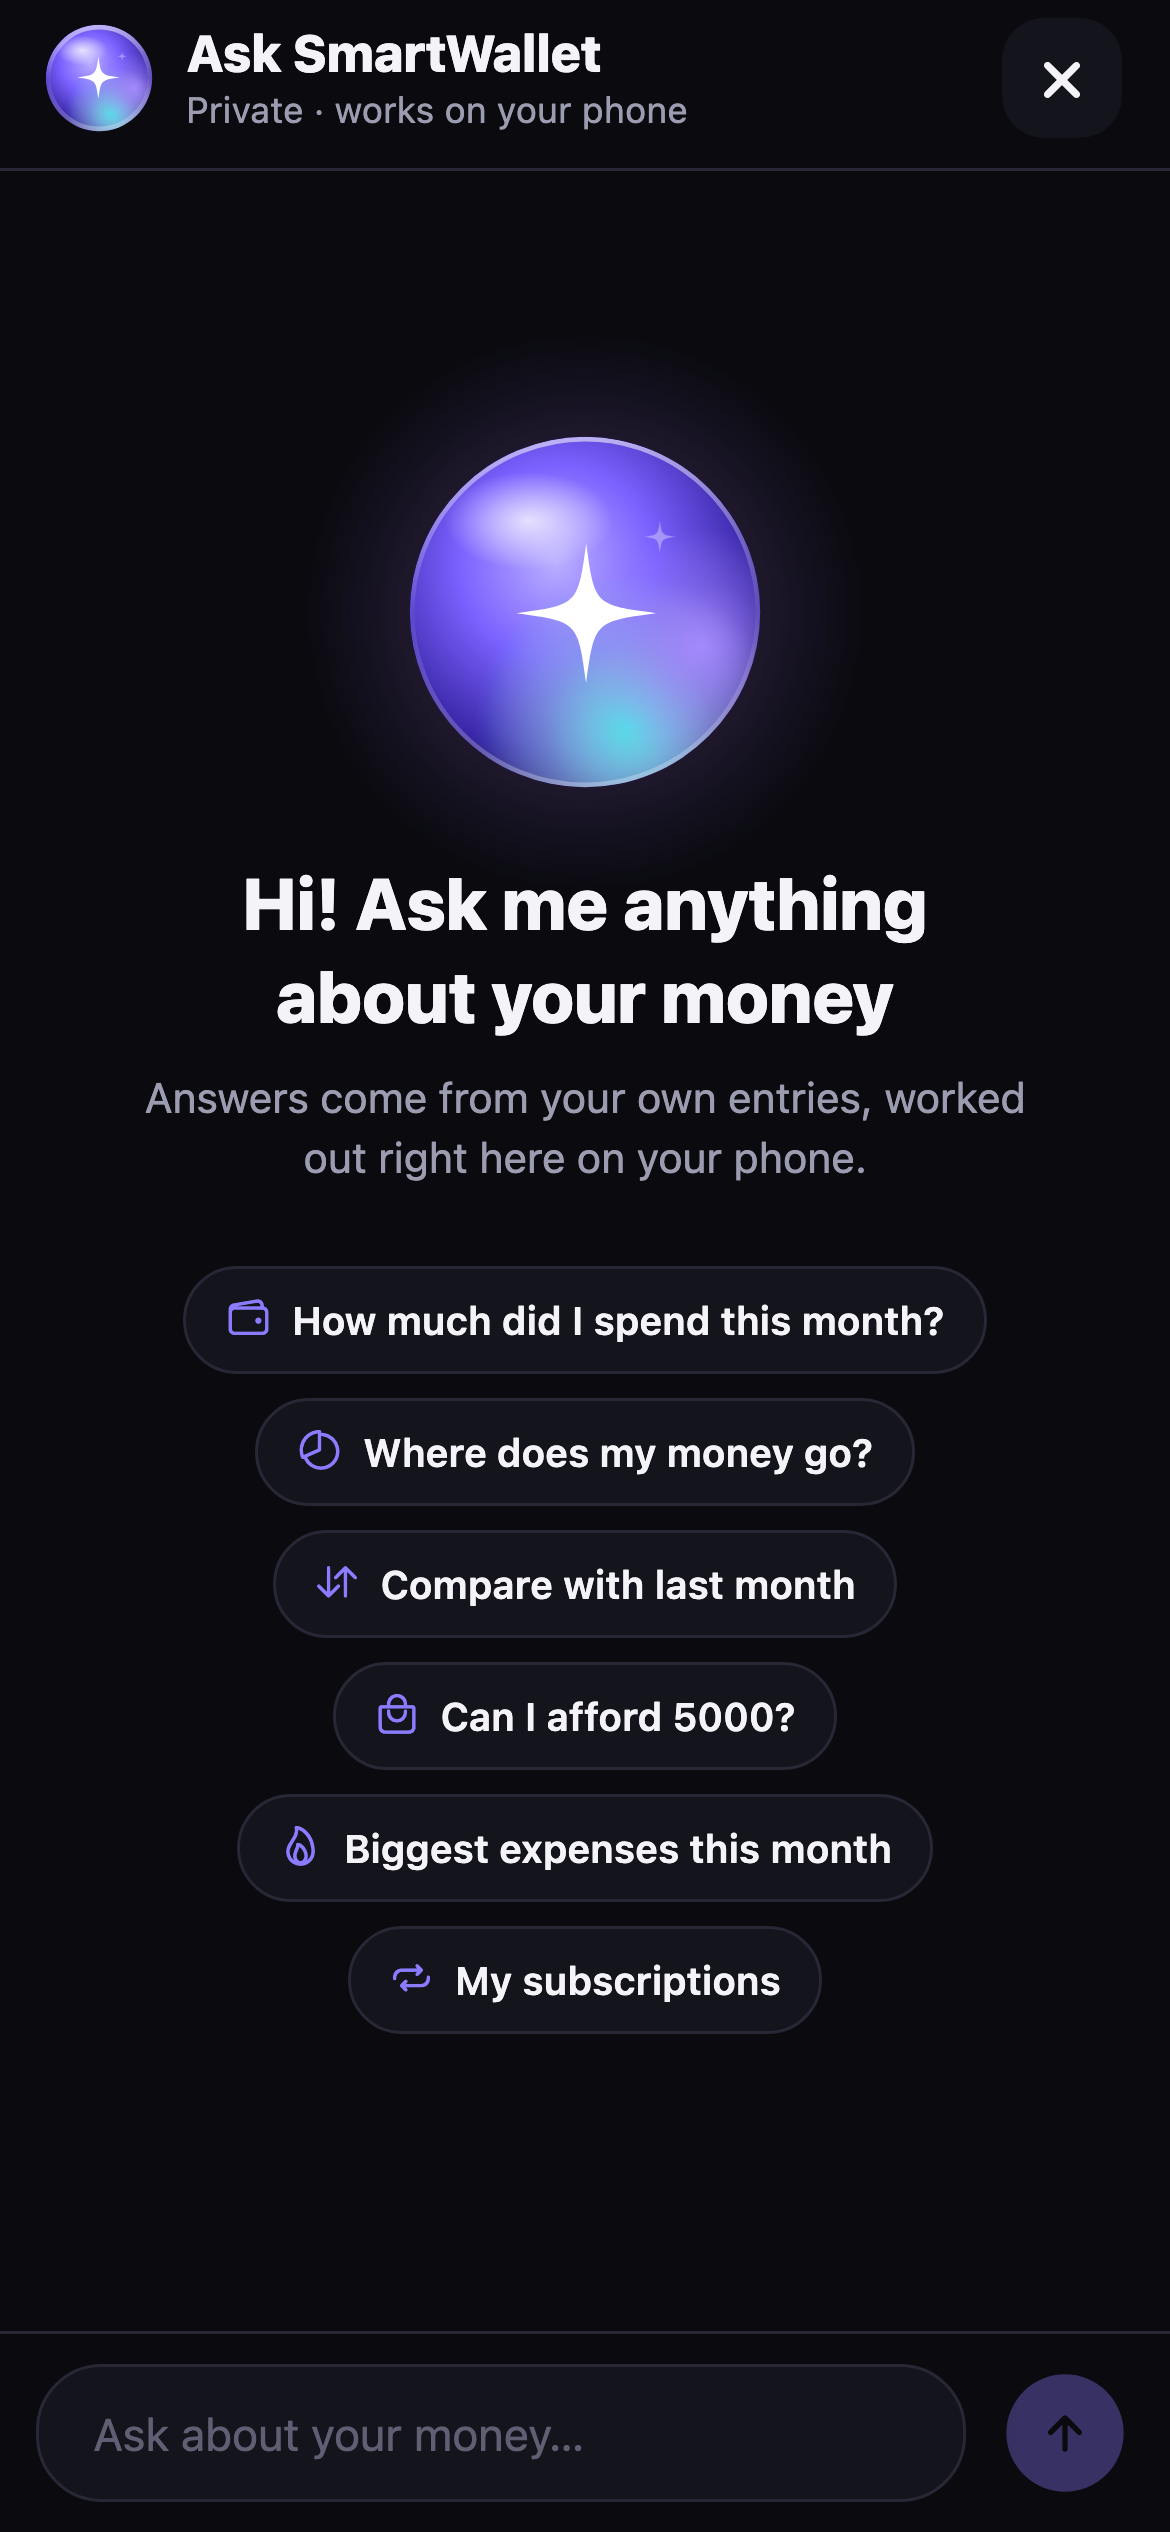 Ask SmartWallet
Private · works on your phone
Hi! Ask me anything
about your money
Answers come from your own entries, worked
out right here on your phone.
How much did I spend this month?
Where does my money go?
Compare with last month
Can I afford 5000?
Biggest expenses this month
My subscriptions
Ask about your money...